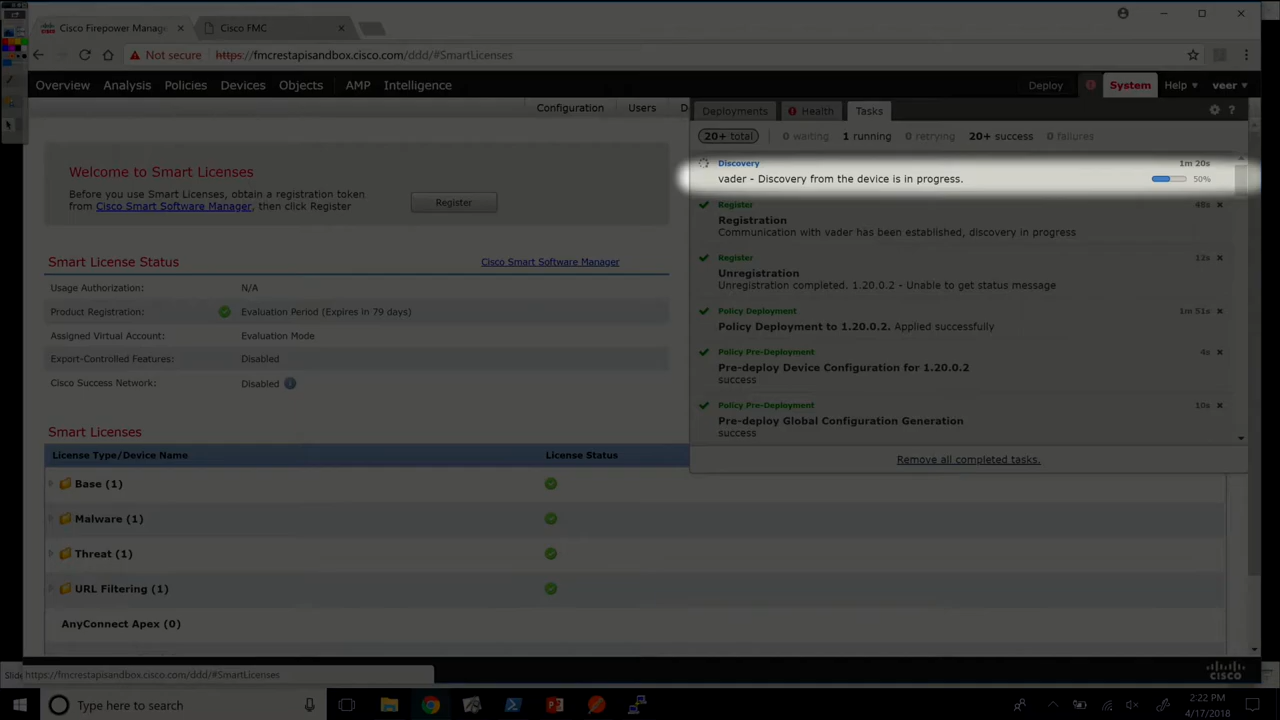 Cisco Firepower Manage
Cisco FMC
Not secure
https://fmcrestapisandbox.cisco.com/ddd/#SmartLicenses
Overview Analysis Policies Devices Objects AMP Intelligence
Deploy System Help veer
Configuration Users D
Deployments Health Tasks
20+ total 0 waiting 1 running 0 retrying 20+ success 0 failures
Discovery 1m 20s
vader - Discovery from the device is in progress. 50%
Register 48s
Registration
Communication with vader has been established, discovery in progress
Register 12s
Unregistration
Unregistration completed. 1.20.0.2 - Unable to get status message
Policy Deployment 1m 51s
Policy Deployment to 1.20.0.2. Applied successfully
Policy Pre-Deployment 4s
Pre-deploy Device Configuration for 1.20.0.2
success
Policy Pre-Deployment 10s
Pre-deploy Global Configuration Generation
success
Remove all completed tasks.
Welcome to Smart Licenses
Before you use Smart Licenses, obtain a registration token
from Cisco Smart Software Manager, then click Register
Register
Smart License Status
Cisco Smart Software Manager
Usage Authorization: N/A
Product Registration: Evaluation Period (Expires in 79 days)
Assigned Virtual Account: Evaluation Mode
Export-Controlled Features: Disabled
Cisco Success Network: Disabled
Smart Licenses
License Type/Device Name License Status
Base (1)
Malware (1)
Threat (1)
URL Filtering (1)
AnyConnect Apex (0)
Slide
https://fmcrestapisandbox.cisco.com/ddd/#SmartLicenses
CISCO
Type here to search
2:22 PM
4/17/2018